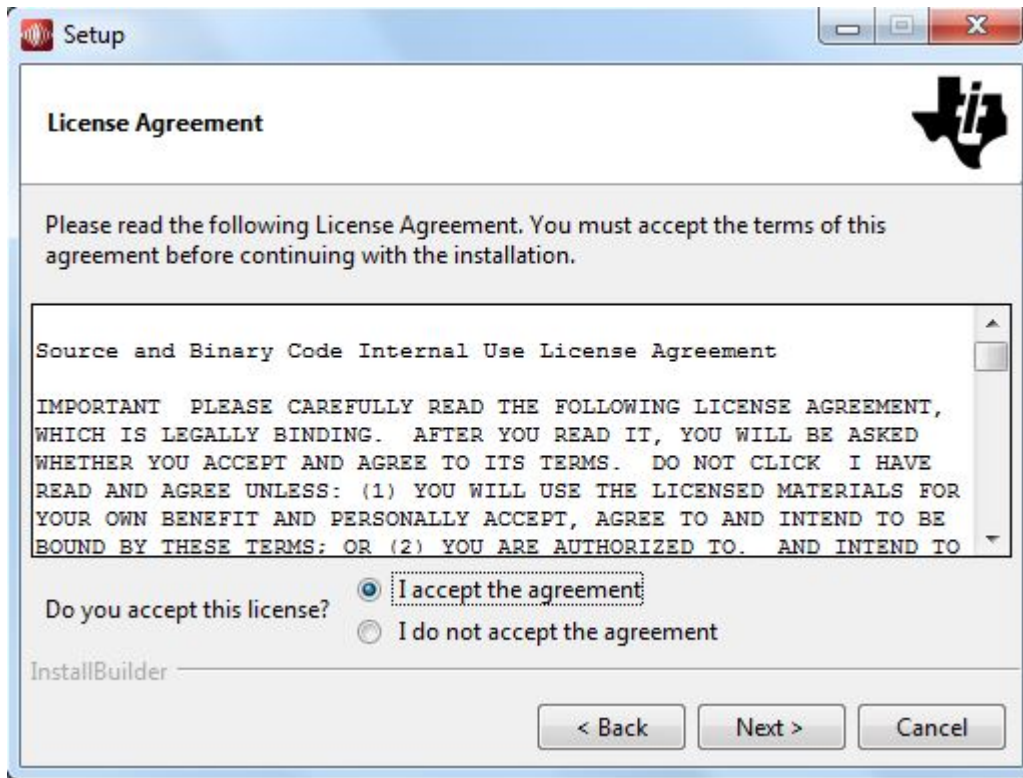 Setup
License Agreement
Please read the following License Agreement. You must accept the terms of this
agreement before continuing with the installation.
Source and Binary Code Internal Use License Agreement
IMPORTANT  PLEASE CAREFULLY READ THE FOLLOWING LICENSE AGREEMENT,
WHICH IS LEGALLY BINDING.  AFTER YOU READ IT, YOU WILL BE ASKED
WHETHER YOU ACCEPT AND AGREE TO ITS TERMS.  DO NOT CLICK  I HAVE
READ AND AGREE UNLESS: (1) YOU WILL USE THE LICENSED MATERIALS FOR
YOUR OWN BENEFIT AND PERSONALLY ACCEPT, AGREE TO AND INTEND TO BE
BOUND BY THESE TERMS; OR (2) YOU ARE AUTHORIZED TO.  AND INTEND TO
Do you accept this license?
I accept the agreement
I do not accept the agreement
InstallBuilder
< Back
Next >
Cancel